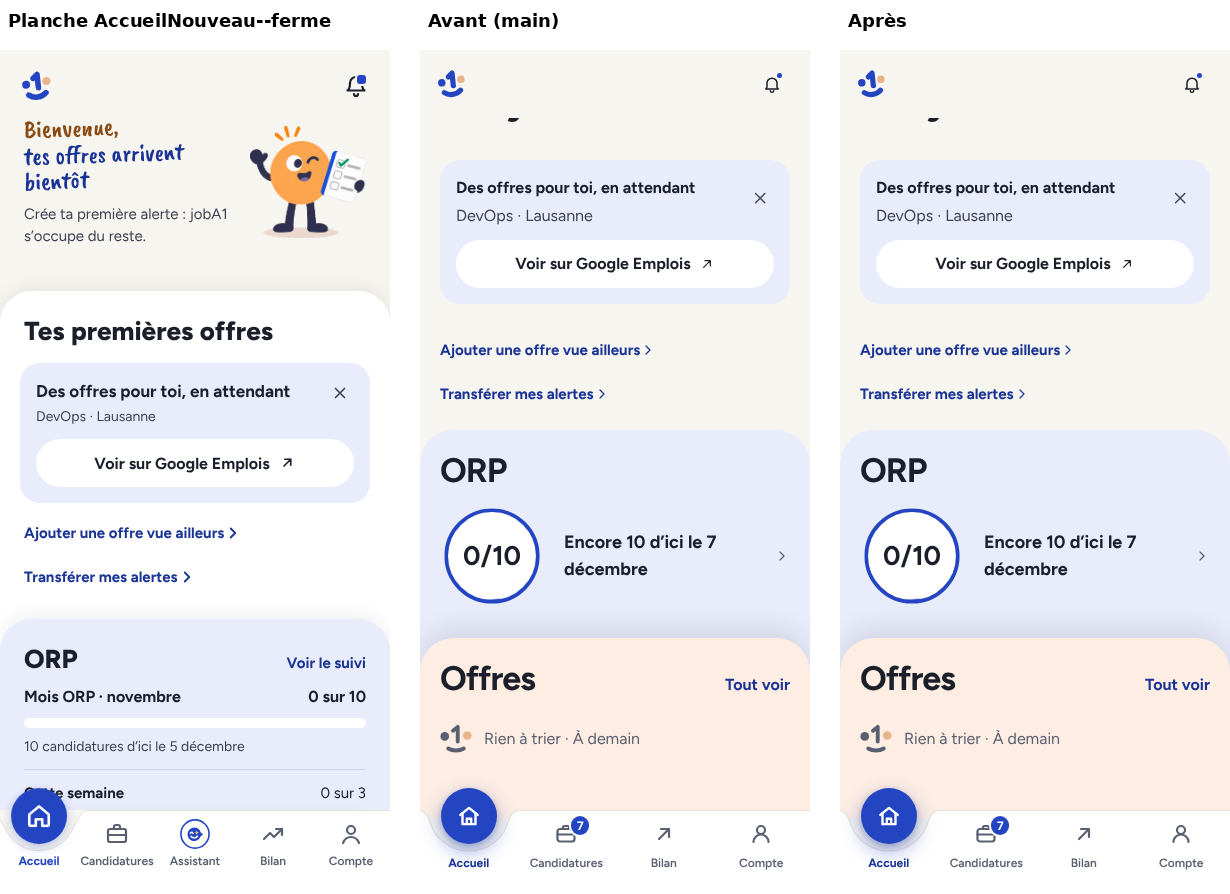 Planche AccueilNouveau--ferme
Bienvenue,
tes offres arrivent
bientôt
Crée ta première alerte : jobA1
s’occupe du reste.
Tes premières offres
Des offres pour toi, en attendant
DevOps · Lausanne
Voir sur Google Emplois
Ajouter une offre vue ailleurs
Transférer mes alertes
ORP
Voir le suivi
Mois ORP · novembre
0 sur 10
10 candidatures d’ici le 5 décembre
semaine
0 sur 3
Accueil
Candidatures
Assistant
Bilan
Compte
Avant (main)
Des offres pour toi, en attendant
DevOps · Lausanne
Voir sur Google Emplois
Ajouter une offre vue ailleurs
Transférer mes alertes
ORP
0/10
Encore 10 d’ici le 7
décembre
Offres
Tout voir
Rien à trier · À demain
7
Accueil
Candidatures
Bilan
Compte
Après
Des offres pour toi, en attendant
DevOps · Lausanne
Voir sur Google Emplois
Ajouter une offre vue ailleurs
Transférer mes alertes
ORP
0/10
Encore 10 d’ici le 7
décembre
Offres
Tout voir
Rien à trier · À demain
7
Accueil
Candidatures
Bilan
Compte